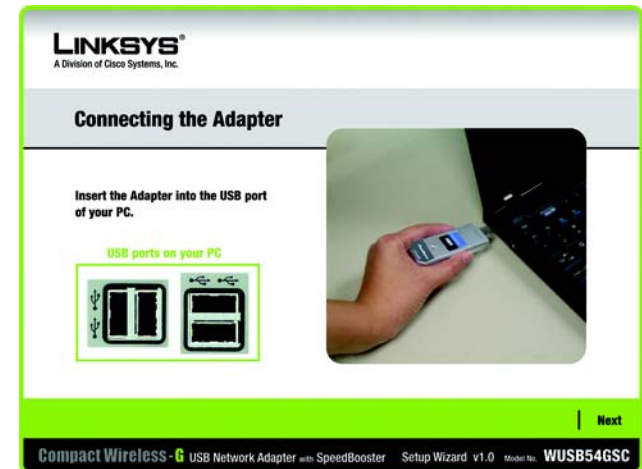 LINKSYS®
A Division of Cisco Systems, Inc.
Connecting the Adapter
Insert the Adapter into the USB port
of your PC.
USB ports on your PC
Next
Compact Wireless-G USB Network Adapter with SpeedBooster Setup Wizard v1.0 Model No. WUSB54GSC